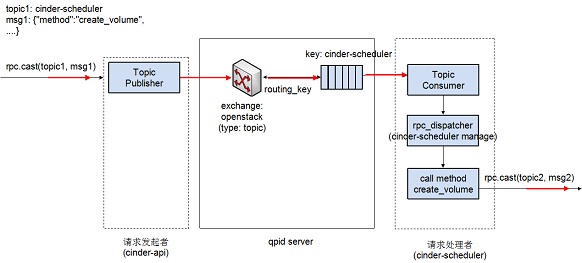 topic1: cinder-scheduler
msg1: {"method":"create_volume",
....}
rpc.cast(topic1, msg1)
Topic
Publisher
exchange:
openstack
(type: topic)
routing_key
key: cinder-scheduler
Topic
Consumer
rpc_dispatcher
(cinder-scheduler manage)
call method
create_volume
rpc.cast(topic2, msg2)
请求发起者
(cinder-api)
qpid server
请求处理者
(cinder-scheduler)